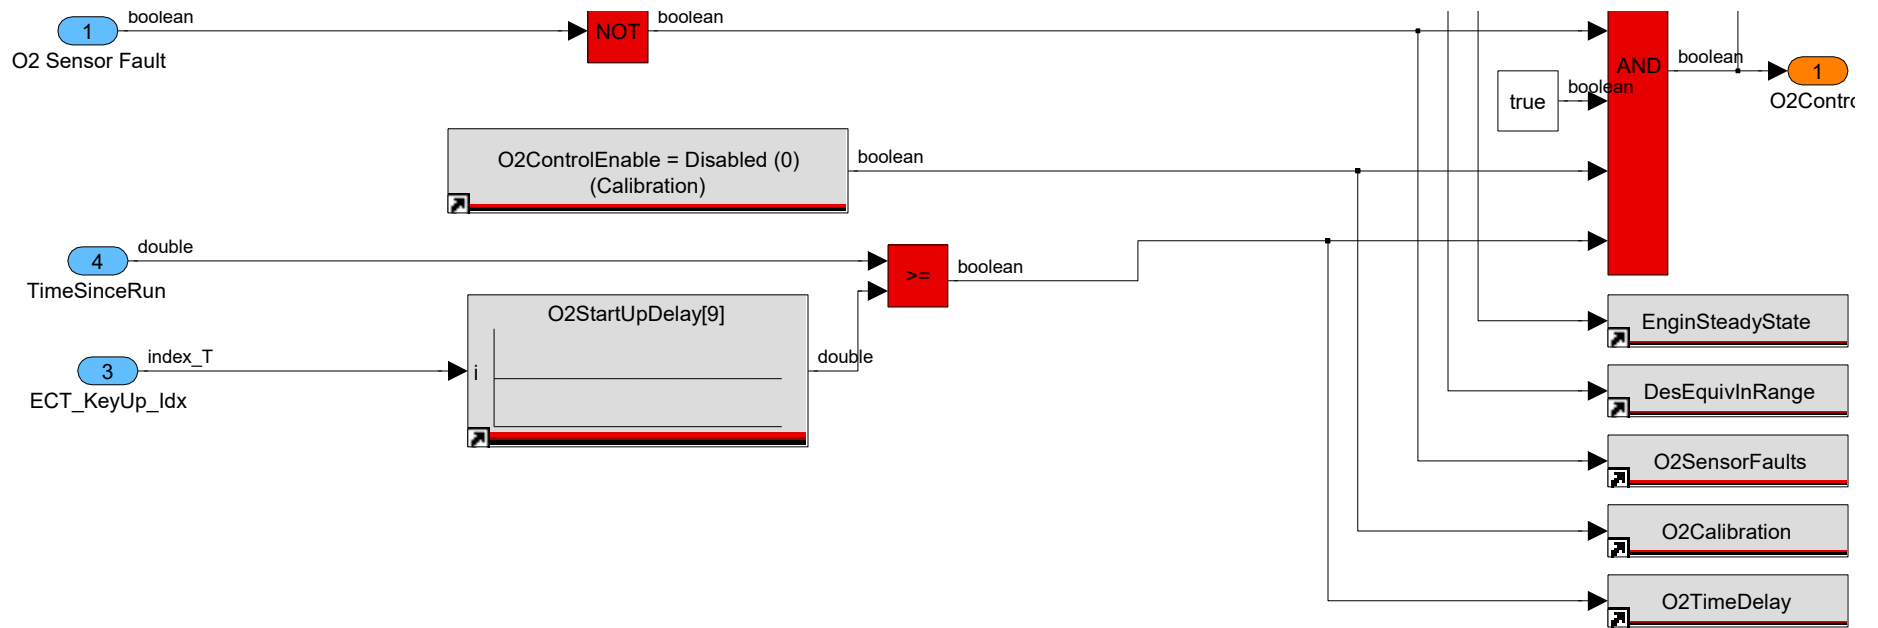 boolean
1
O2 Sensor Fault
NOT
boolean
AND
boolean
1
true
boolean
O2ControlEnable = Disabled (0)
(Calibration)
boolean
4
double
TimeSinceRun
>=
boolean
O2StartUpDelay[9]
i
double
3
index_T
ECT_KeyUp_Idx
EnginSteadyState
DesEquivInRange
O2SensorFaults
O2Calibration
O2TimeDelay